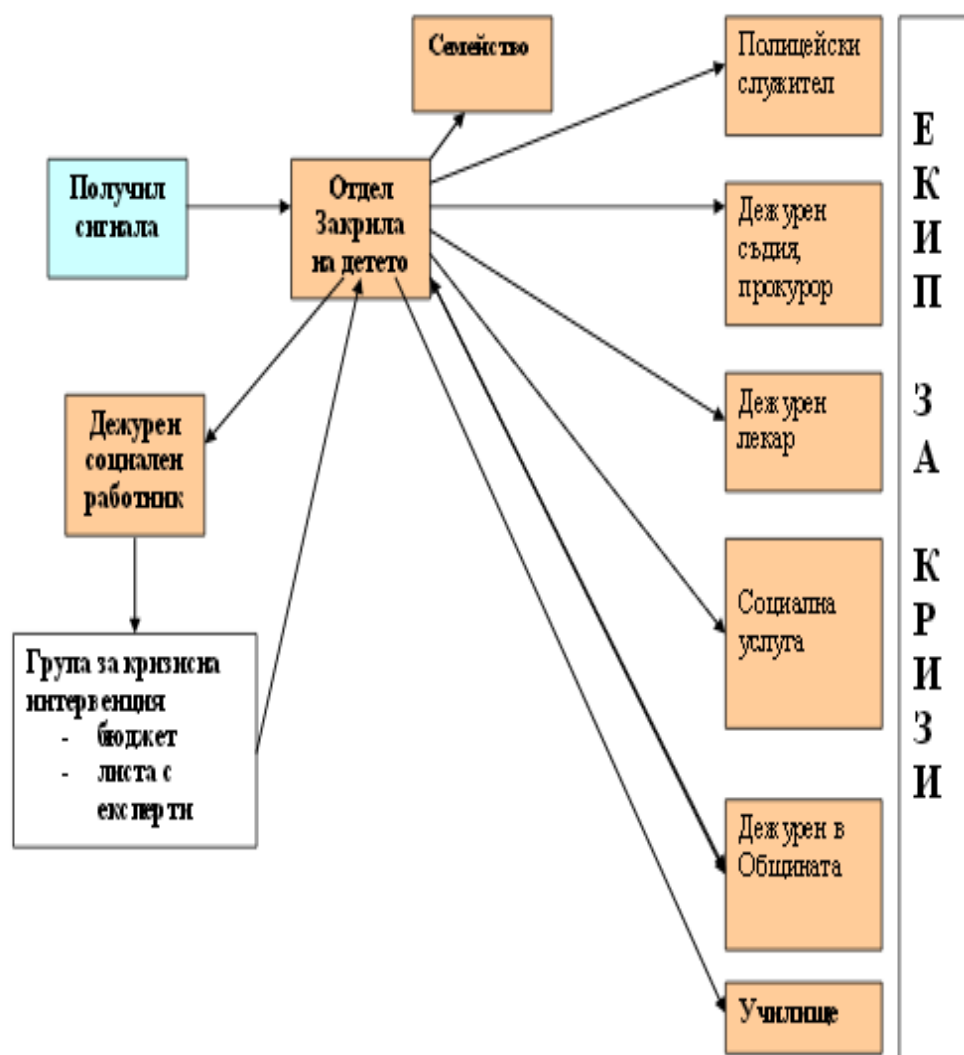 Семейство
Полицейски
служител
Получил
сигнала
Отдел
Закрила
на детето
Дежурен
съдия,
прокурор
Дежурен
социален
работник
Дежурен
лекар
Група за кризисна
интервенция
- бюджет
- листа с
експерти
Социална
услуга
Дежурен в
Общината
Училище
Е
К
И
П
З
А
К
Р
И
З
И